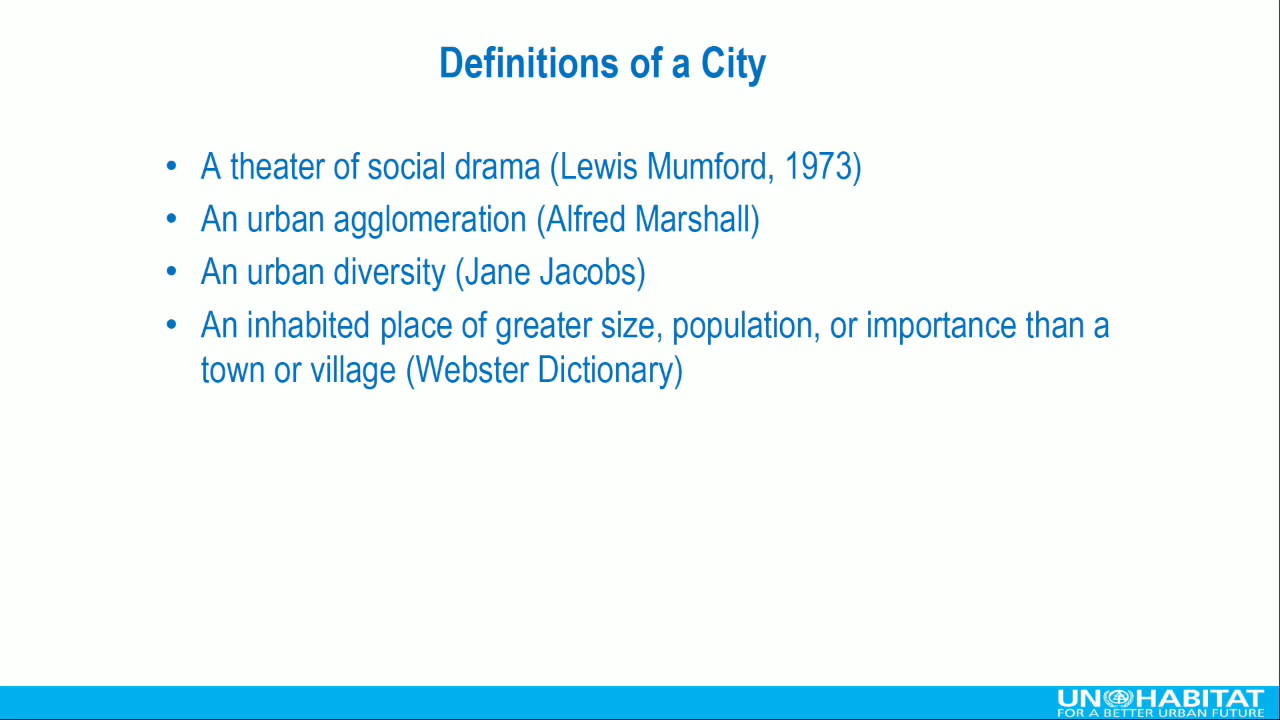 Definitions of a City
• A theater of social drama (Lewis Mumford, 1973)
• An urban agglomeration (Alfred Marshall)
• An urban diversity (Jane Jacobs)
• An inhabited place of greater size, population, or importance than a
town or village (Webster Dictionary)
UN HABITAT
FOR A BETTER URBAN FUTURE